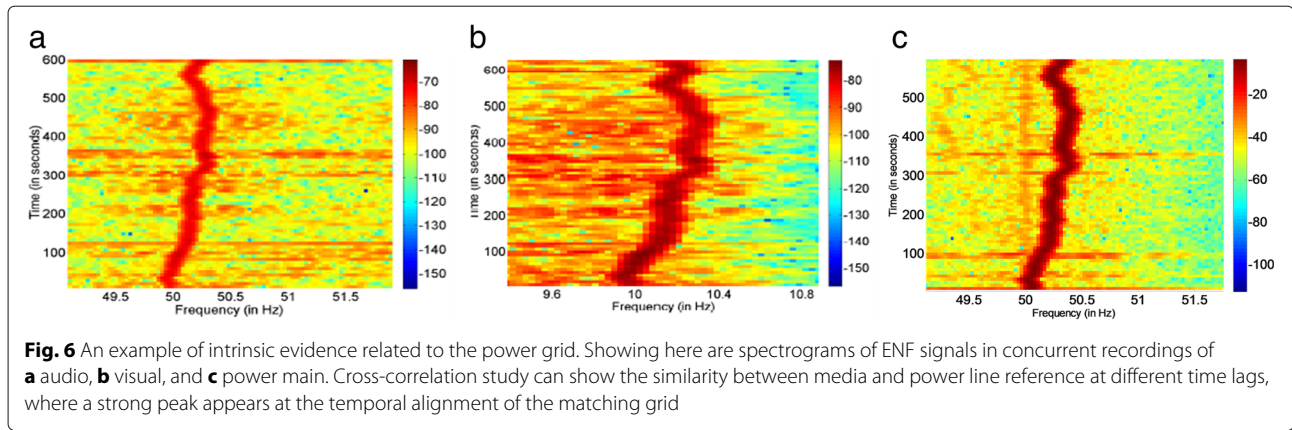 a
b
c
600
500
400
300
200
100
Time (in seconds)
49.5 50 50.5 51 51.5
Frequency (in Hz)
-70
-80
-90
-100
-110
-120
-130
-140
-150
600
500
400
300
200
100
Time (in seconds)
9.6 10 10.4 10.8
Frequency (in Hz)
-80
-90
-100
-110
-120
-130
-140
-150
500
400
300
200
100
Time (in seconds)
49.5 50 50.5 51 51.5
Frequency (in Hz)
-20
-40
-60
-80
-100
Fig. 6 An example of intrinsic evidence related to the power grid. Showing here are spectrograms of ENF signals in concurrent recordings of
a audio, b visual, and c power main. Cross-correlation study can show the similarity between media and power line reference at different time lags,
where a strong peak appears at the temporal alignment of the matching grid